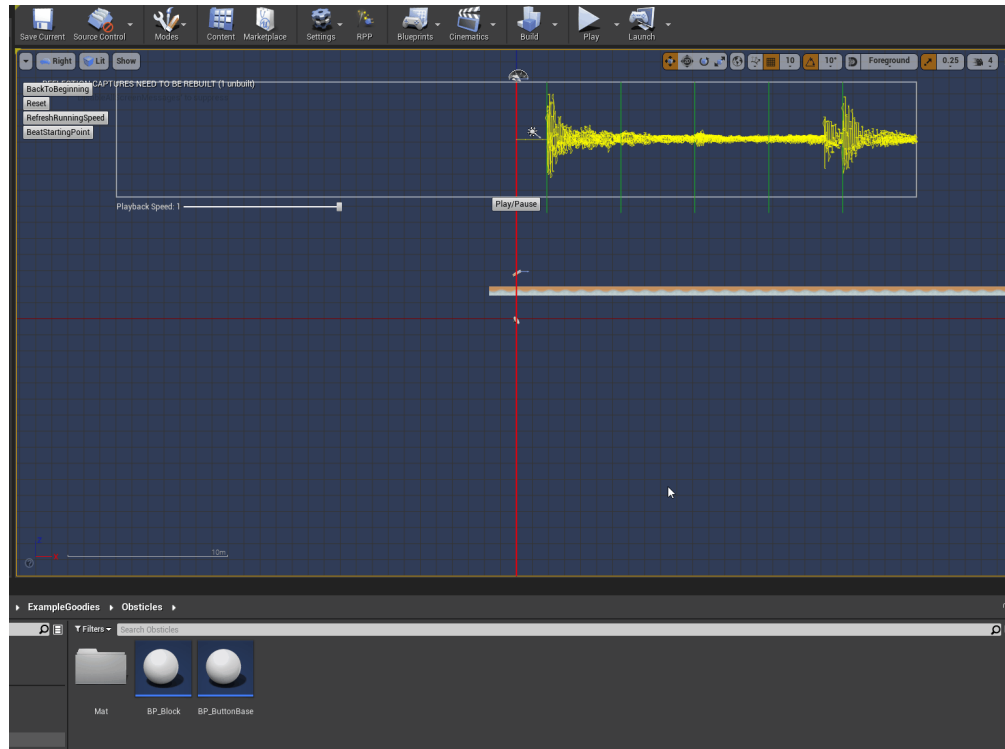 Save Current Source Control Modes Content Marketplace Settings RPP Blueprints Cinematics Build Play Launch
Right Lit Show 10 10° Foreground 0.25 4
REFLECTION CAPTURES NEED TO BE REBUILT (1 unbuilt)
BackToBeginning
Reset
RefreshRunningSpeed
BeatStartingPoint
Playback Speed: 1
Play/Pause
Z
10m
ExampleGoodies Obsticles
Filters Search Obsticles
Mat BP_Block BP_ButtonBase